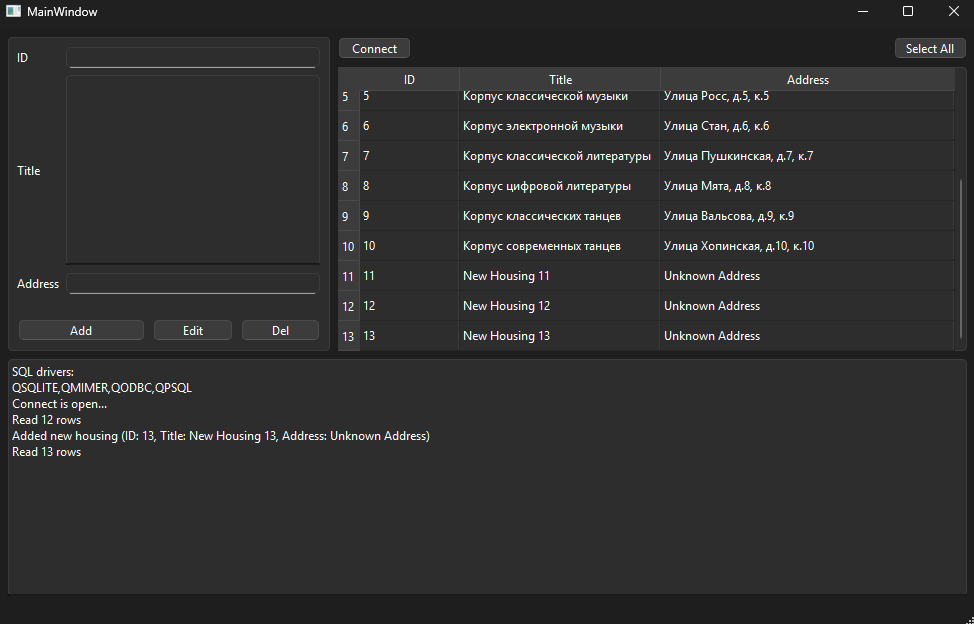 MainWindow
ID
Title
Address
Add Edit Del
Connect Select All
ID Title Address
5 5 Корпус классической музыки Улица Росс, д.5, к.5
6 6 Корпус электронной музыки Улица Стан, д.6, к.6
7 7 Корпус классической литературы Улица Пушкинская, д.7, к.7
8 8 Корпус цифровой литературы Улица Мята, д.8, к.8
9 9 Корпус классических танцев Улица Вальсова, д.9, к.9
10 10 Корпус современных танцев Улица Хопинская, д.10, к.10
11 11 New Housing 11 Unknown Address
12 12 New Housing 12 Unknown Address
13 13 New Housing 13 Unknown Address
SQL drivers:
QSQLITE,QMIMER,QODBC,QPSQL
Connect is open...
Read 12 rows
Added new housing (ID: 13, Title: New Housing 13, Address: Unknown Address)
Read 13 rows